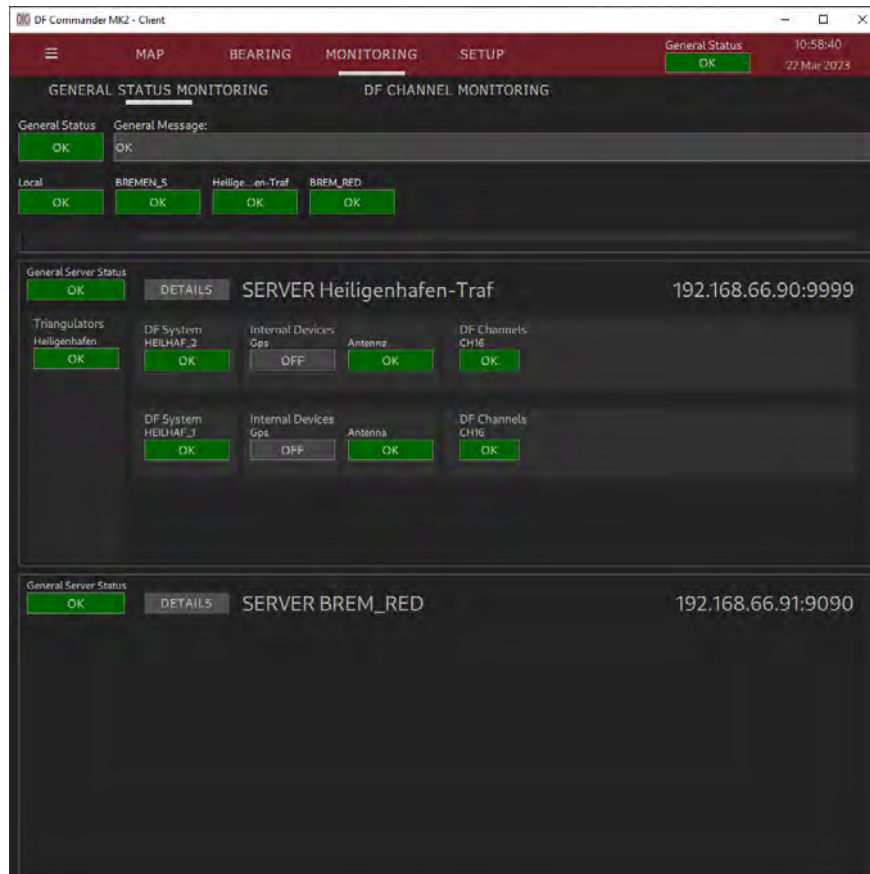 DF Commander MK2 - Client
MAP BEARING MONITORING SETUP General Status OK 10:58:40 22 Mar 2023
GENERAL STATUS MONITORING DF CHANNEL MONITORING
General Status General Message:
OK OK
Local BREMEN_S Heilige...en-Traf BREM_RED
OK OK OK OK
General Server Status
OK DETAILS SERVER Heiligenhafen-Traf 192.168.66.90:9999
Triangulators DF System Internal Devices DF Channels
Heiligenhafen HEILHAF_2 Gps Antenna CH16
OK OK OFF OK OK
DF System Internal Devices DF Channels
HEILHAF_1 Gps Antenna CH16
OK OFF OK OK
General Server Status
OK DETAILS SERVER BREM_RED 192.168.66.91:9090